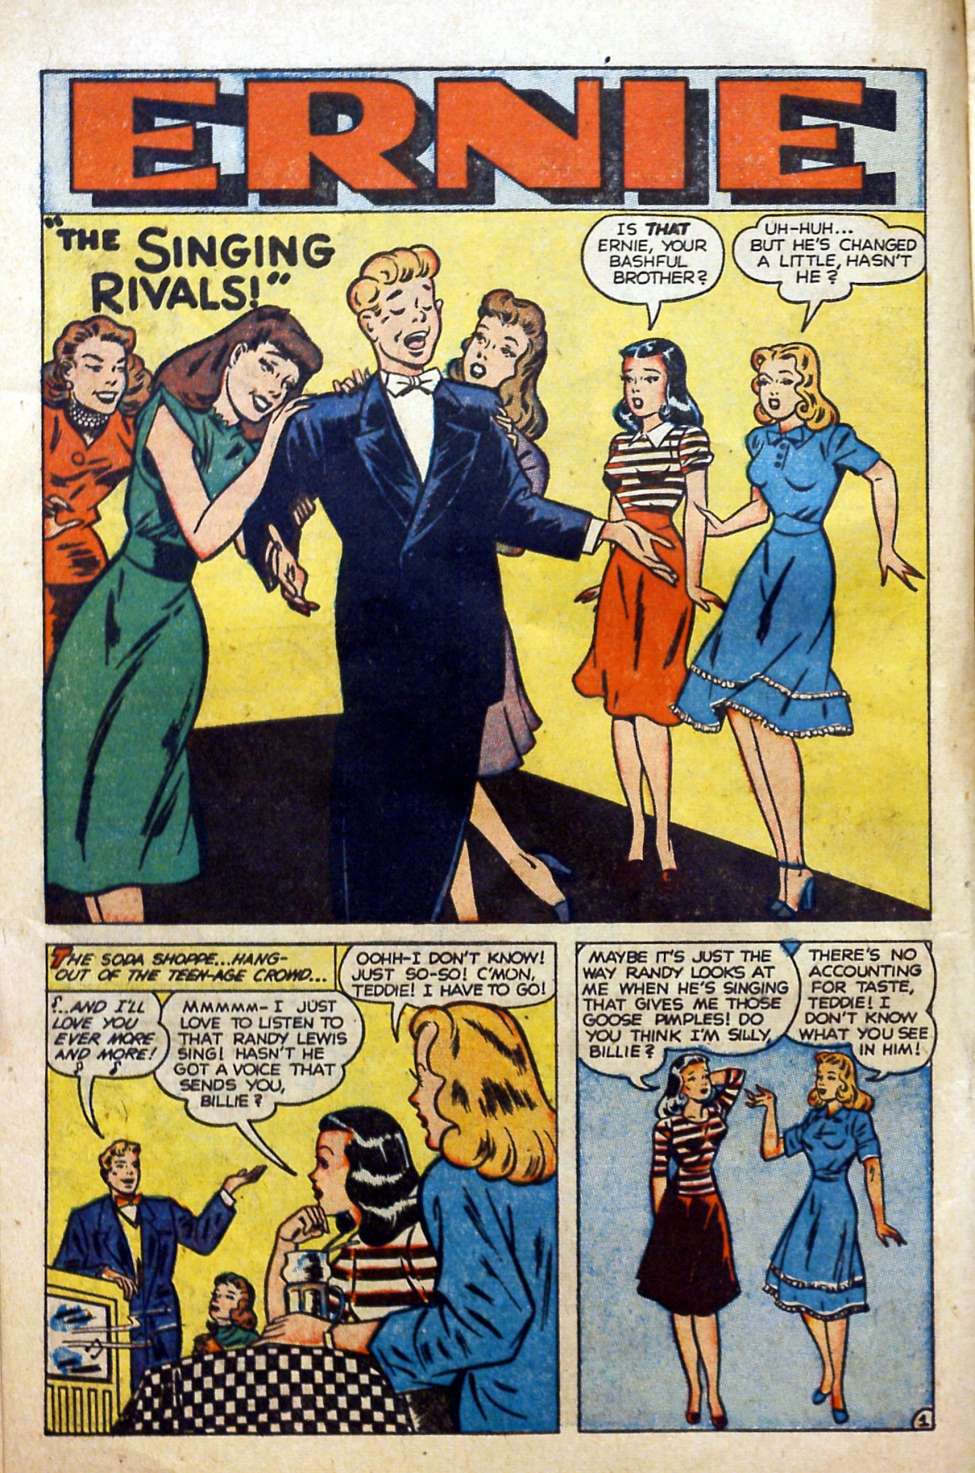 ERNIE
"THE SINGING
RIVALS!"
IS THAT
ERNIE, YOUR
BASHFUL
BROTHER?
UH-HUH...
BUT HE'S CHANGED
A LITTLE, HASN'T
HE?
THE SODA SHOPPE...HANG-
OUT OF THE TEEN-AGE CROWD...
♪...AND I'LL
LOVE YOU
EVER MORE
AND MORE!
♪ ♪
MMMMM-I JUST
LOVE TO LISTEN TO
THAT RANDY LEWIS
SING! HASN'T HE
GOT A VOICE THAT
SENDS YOU,
BILLIE?
OOHH-I DON'T KNOW!
JUST SO-SO! C'MON,
TEDDIE! I HAVE TO GO!
MAYBE IT'S JUST THE
WAY RANDY LOOKS AT
ME WHEN HE'S SINGING
THAT GIVES ME THOSE
GOOSE PIMPLES! DO
YOU THINK I'M SILLY,
BILLIE?
THERE'S NO
ACCOUNTING
FOR TASTE,
TEDDIE! I
DON'T KNOW
WHAT YOU SEE
IN HIM!
1